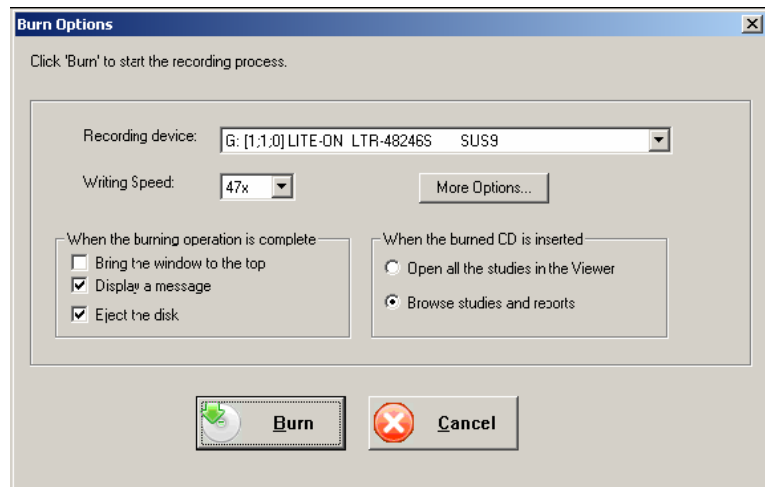 Burn Options
Click 'Burn' to start the recording process.
Recording device: G: [1;1;0] LITE-ON LTR-48246S SUS9
Writing Speed: 47x More Options...
When the burning operation is complete
Bring the window to the top
Display a message
Eject the disk
When the burned CD is inserted
Open all the studies in the Viewer
Browse studies and reports
Burn Cancel